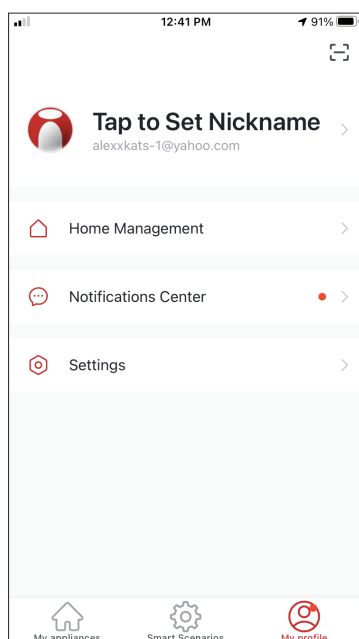 12:41 PM
91%
Tap to Set Nickname
alexxkats-1@yahoo.com
Home Management
Notifications Center
Settings
My appliances
Smart Scenarios
My profile